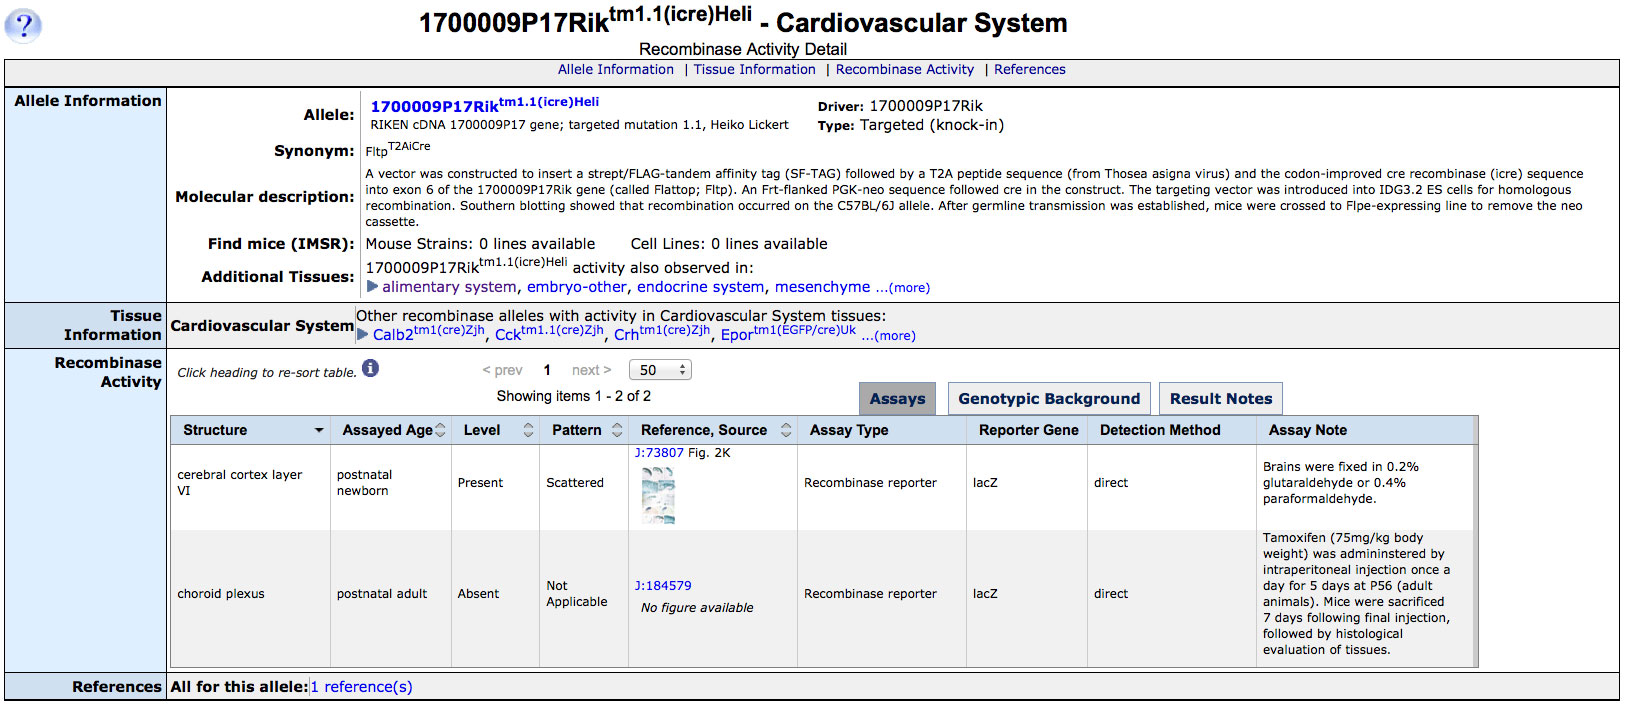 ?
1700009P17Rik^tm1.1(icre)Heli - Cardiovascular System
Recombinase Activity Detail
Allele Information | Tissue Information | Recombinase Activity | References
Allele Information
Allele: 1700009P17Rik^tm1.1(icre)Heli
RIKEN cDNA 1700009P17 gene; targeted mutation 1.1, Heiko Lickert
Driver: 1700009P17Rik
Type: Targeted (knock-in)
Synonym: Fltp^T2AiCre
Molecular description: A vector was constructed to insert a strept/FLAG-tandem affinity tag (SF-TAG) followed by a T2A peptide sequence (from Thosea asigna virus) and the codon-improved cre recombinase (icre) sequence
into exon 6 of the 1700009P17Rik gene (called Flattop; Fltp). An Frt-flanked PGK-neo sequence followed cre in the construct. The targeting vector was introduced into IDG3.2 ES cells for homologous
recombination. Southern blotting showed that recombination occurred on the C57BL/6J allele. After germline transmission was established, mice were crossed to Flpe-expressing line to remove the neo
cassette.
Find mice (IMSR): Mouse Strains: 0 lines available Cell Lines: 0 lines available
Additional Tissues: 1700009P17Rik^tm1.1(icre)Heli activity also observed in:
alimentary system, embryo-other, endocrine system, mesenchyme ...(more)
Tissue
Information
Cardiovascular System
Other recombinase alleles with activity in Cardiovascular System tissues:
Calb2^tm1(cre)Zjh, Cck^tm1.1(cre)Zjh, Crh^tm1(cre)Zjh, Epor^tm1(EGFP/cre)Uk ...(more)
Recombinase
Activity
Click heading to re-sort table. i
< prev 1 next > 50
Showing items 1 - 2 of 2
Assays Genotypic Background Result Notes
Structure Assayed Age Level Pattern Reference, Source Assay Type Reporter Gene Detection Method Assay Note
cerebral cortex layer
VI
postnatal
newborn
Present
Scattered
J:73807 Fig. 2K
Recombinase reporter
lacZ
direct
Brains were fixed in 0.2%
glutaraldehyde or 0.4%
paraformaldehyde.
choroid plexus
postnatal adult
Absent
Not
Applicable
J:184579
No figure available
Recombinase reporter
lacZ
direct
Tamoxifen (75mg/kg body
weight) was admininstered by
intraperitoneal injection once a
day for 5 days at P56 (adult
animals). Mice were sacrificed
7 days following final injection,
followed by histological
evaluation of tissues.
References
All for this allele: 1 reference(s)